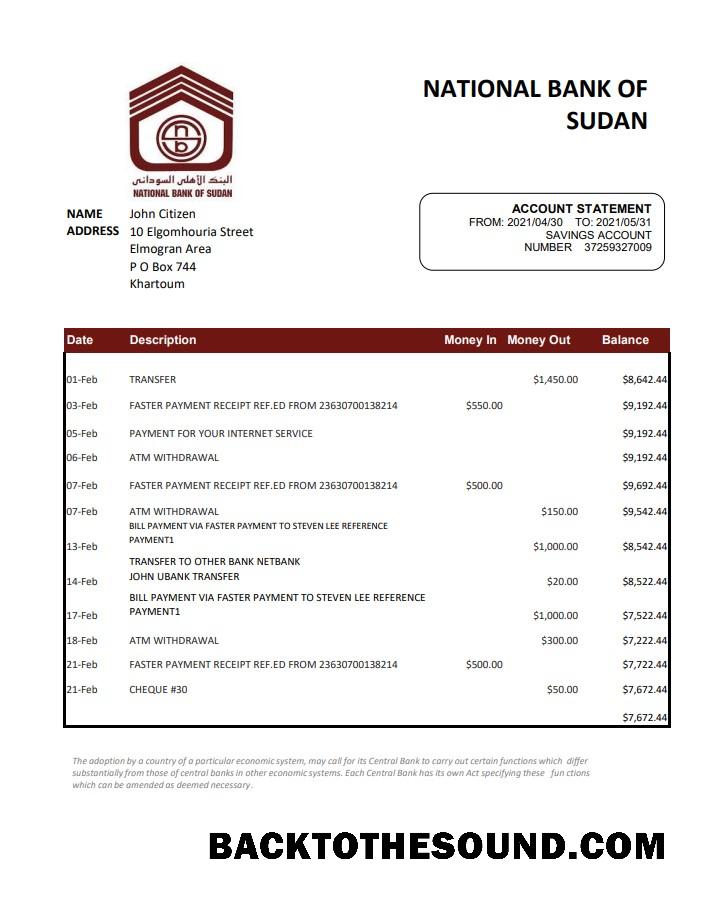 NATIONAL BANK OF
SUDAN
البنك الأهلى السودانى
NATIONAL BANK OF SUDAN
NAME John Citizen
ADDRESS 10 Elgomhouria Street
Elmogran Area
P O Box 744
Khartoum
ACCOUNT STATEMENT
FROM: 2021/04/30 TO: 2021/05/31
SAVINGS ACCOUNT
NUMBER 37259327009
Date Description Money In Money Out Balance
01-Feb TRANSFER $1,450.00 $8,642.44
03-Feb FASTER PAYMENT RECEIPT REF.ED FROM 23630700138214 $550.00 $9,192.44
05-Feb PAYMENT FOR YOUR INTERNET SERVICE $9,192.44
06-Feb ATM WITHDRAWAL $9,192.44
07-Feb FASTER PAYMENT RECEIPT REF.ED FROM 23630700138214 $500.00 $9,692.44
07-Feb ATM WITHDRAWAL $150.00 $9,542.44
BILL PAYMENT VIA FASTER PAYMENT TO STEVEN LEE REFERENCE
PAYMENT1
13-Feb $1,000.00 $8,542.44
TRANSFER TO OTHER BANK NETBANK
JOHN UBANK TRANSFER
14-Feb $20.00 $8,522.44
BILL PAYMENT VIA FASTER PAYMENT TO STEVEN LEE REFERENCE
PAYMENT1
17-Feb $1,000.00 $7,522.44
18-Feb ATM WITHDRAWAL $300.00 $7,222.44
21-Feb FASTER PAYMENT RECEIPT REF.ED FROM 23630700138214 $500.00 $7,722.44
21-Feb CHEQUE #30 $50.00 $7,672.44
$7,672.44
The adoption by a country of a particular economic system, may call for its Central Bank to carry out certain functions which differ
substantially from those of central banks in other economic systems. Each Central Bank has its own Act specifying these fun ctions
which can be amended as deemed necessary.
BACKTOTHESOUND.COM